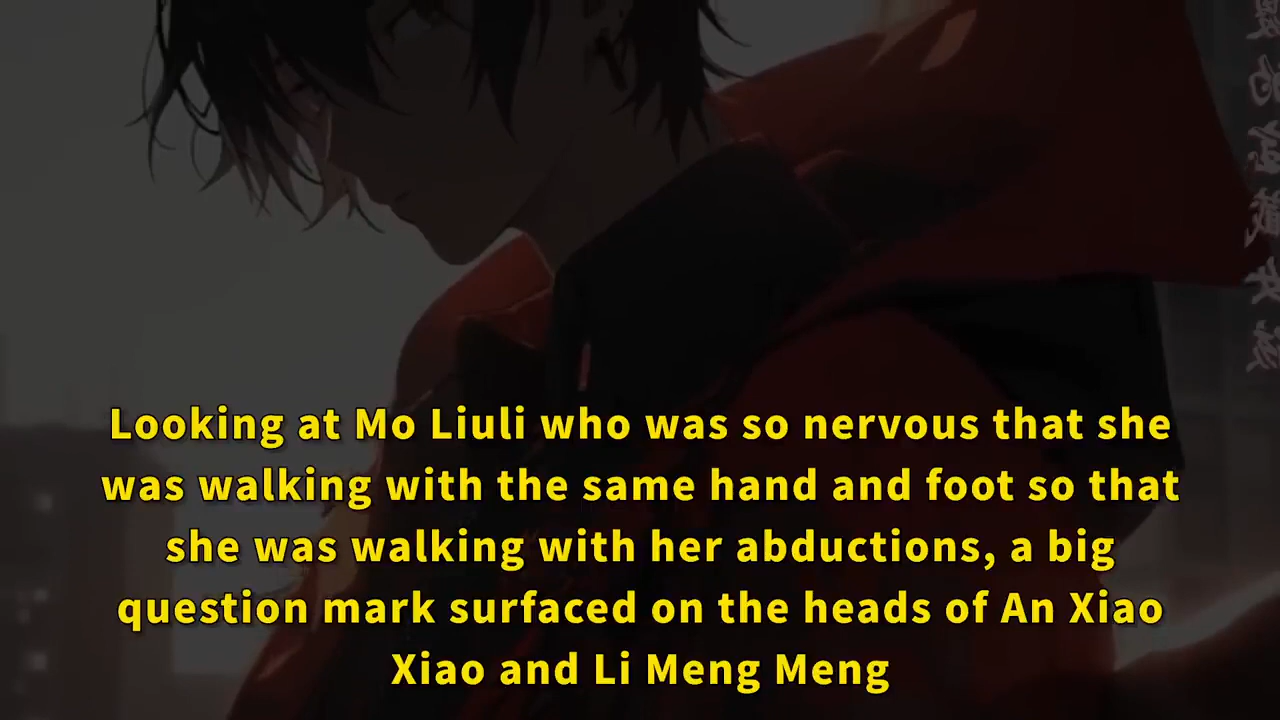 Looking at Mo Liuli who was so nervous that she
was walking with the same hand and foot so that
she was walking with her abductions, a big
question mark surfaced on the heads of An Xiao
Xiao and Li Meng Meng